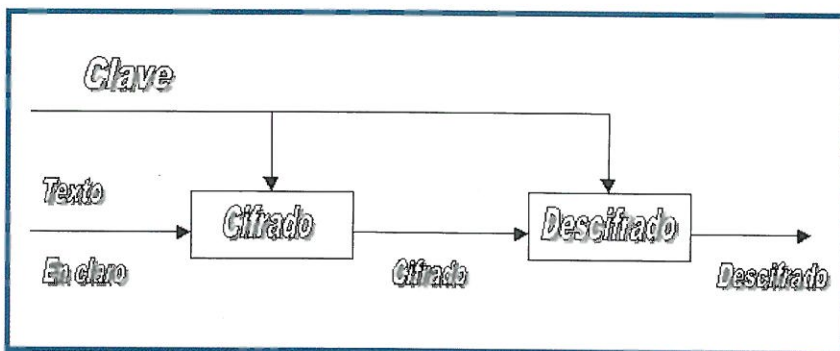 Clave
Texto
Cifrado
Descifrado
En claro
Cifrado
Descifrado